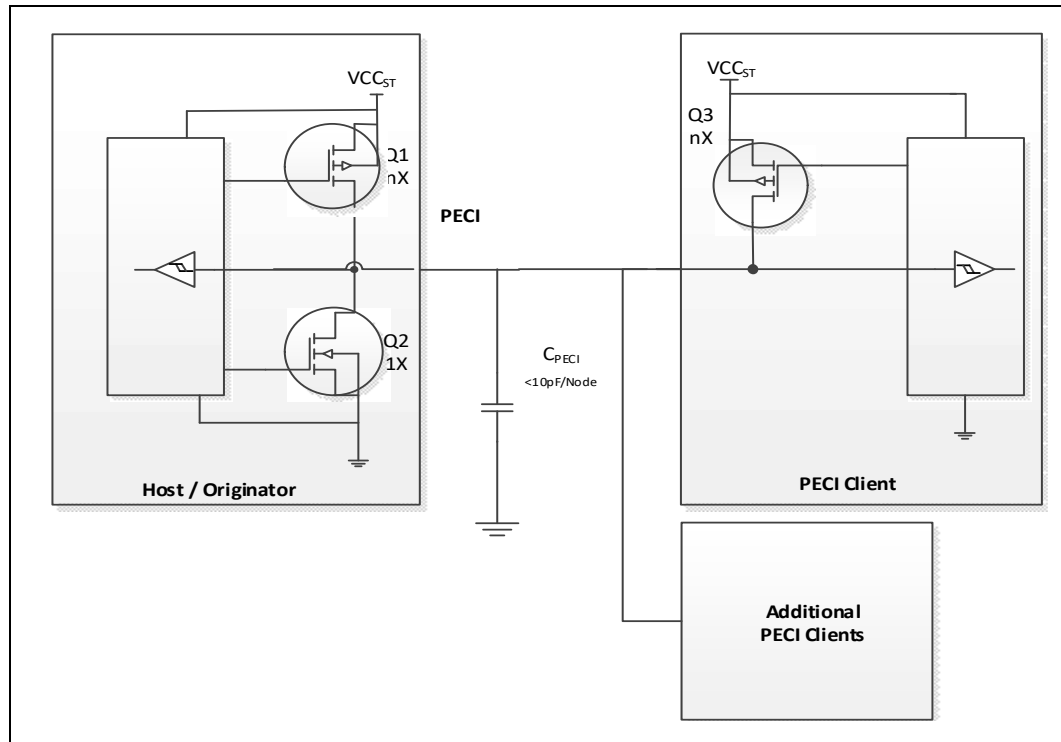 VCCST
Q1
nX
Q2
1X
Host / Originator
PECI
CPECI
<10pF/Node
VCCST
Q3
nX
PECI Client
Additional
PECI Clients